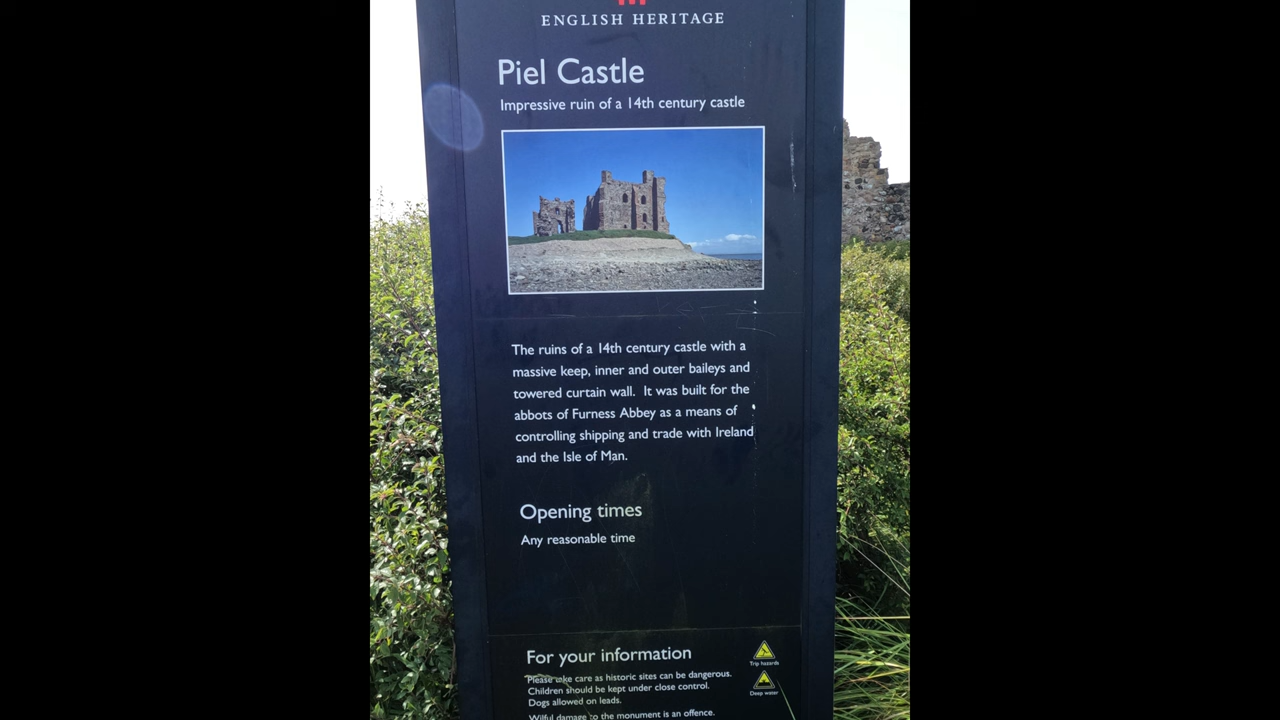 ENGLISH HERITAGE
Piel Castle
Impressive ruin of a 14th century castle
The ruins of a 14th century castle with a
massive keep, inner and outer baileys and
towered curtain wall. It was built for the
abbots of Furness Abbey as a means of
controlling shipping and trade with Ireland
and the Isle of Man.
Opening times
Any reasonable time
For your information
Please take care as historic sites can be dangerous.
Children should be kept under close control.
Dogs allowed on leads.
Wilful damage to the monument is an offence.
Trip hazards
Deep water